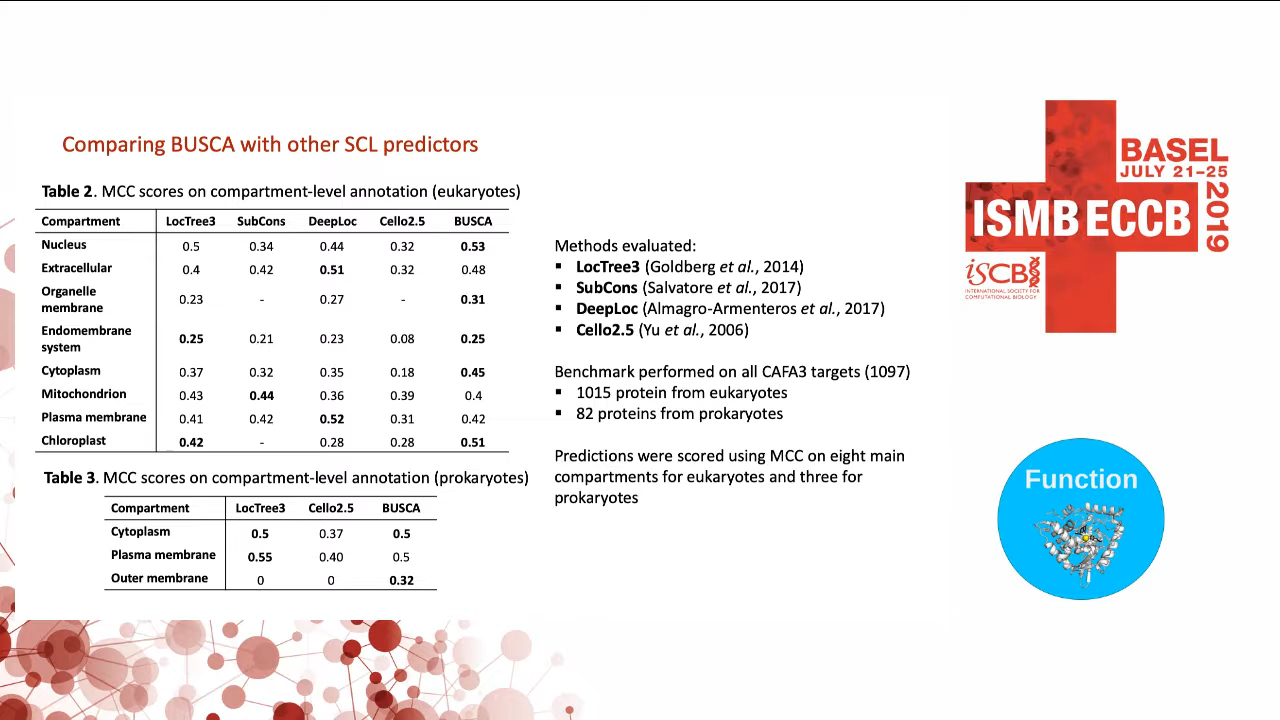 Comparing BUSCA with other SCL predictors
Table 2. MCC scores on compartment-level annotation (eukaryotes)
Compartment LocTree3 SubCons DeepLoc Cello2.5 BUSCA
Nucleus 0.5 0.34 0.44 0.32 0.53
Extracellular 0.4 0.42 0.51 0.32 0.48
Organelle
membrane 0.23 - 0.27 - 0.31
Endomembrane
system 0.25 0.21 0.23 0.08 0.25
Cytoplasm 0.37 0.32 0.35 0.18 0.45
Mitochondrion 0.43 0.44 0.36 0.39 0.4
Plasma membrane 0.41 0.42 0.52 0.31 0.42
Chloroplast 0.42 - 0.28 0.28 0.51
Table 3. MCC scores on compartment-level annotation (prokaryotes)
Compartment LocTree3 Cello2.5 BUSCA
Cytoplasm 0.5 0.37 0.5
Plasma membrane 0.55 0.40 0.5
Outer membrane 0 0 0.32
Methods evaluated:
▪ LocTree3 (Goldberg et al., 2014)
▪ SubCons (Salvatore et al., 2017)
▪ DeepLoc (Almagro-Armenteros et al., 2017)
▪ Cello2.5 (Yu et al., 2006)
Benchmark performed on all CAFA3 targets (1097)
▪ 1015 protein from eukaryotes
▪ 82 proteins from prokaryotes
Predictions were scored using MCC on eight main
compartments for eukaryotes and three for
prokaryotes
BASEL
JULY 21-25
2019
ISMB ECCB
iSCB
INTERNATIONAL SOCIETY FOR
COMPUTATIONAL BIOLOGY
Function